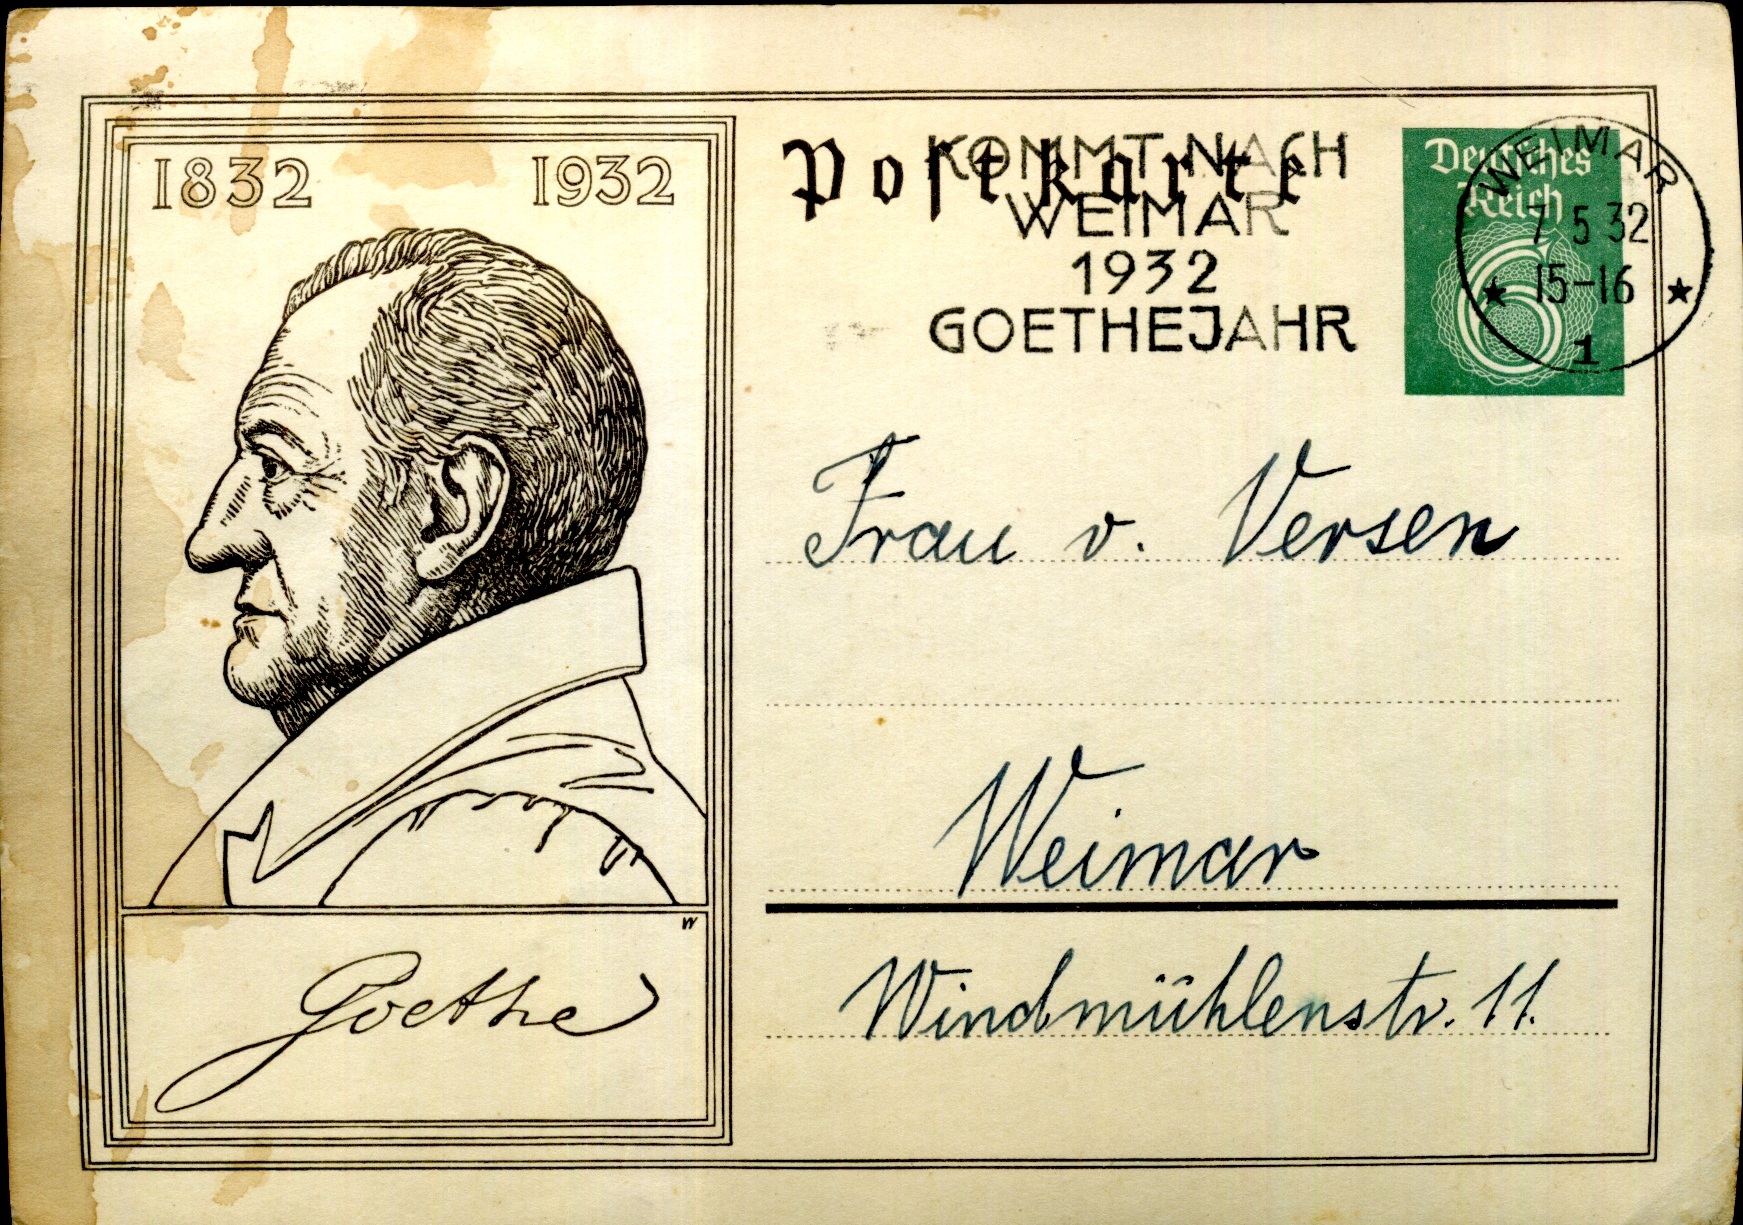 1832 1932
W
Goethe
Postkarte
KOMMT NACH
WEIMAR
1932
GOETHEJAHR
Deutsches
Reich
6
WEIMAR
7 5 32
★ 15-16 ★
1
Frau v. Versen
Weimar
Windmühlenstr. 11.